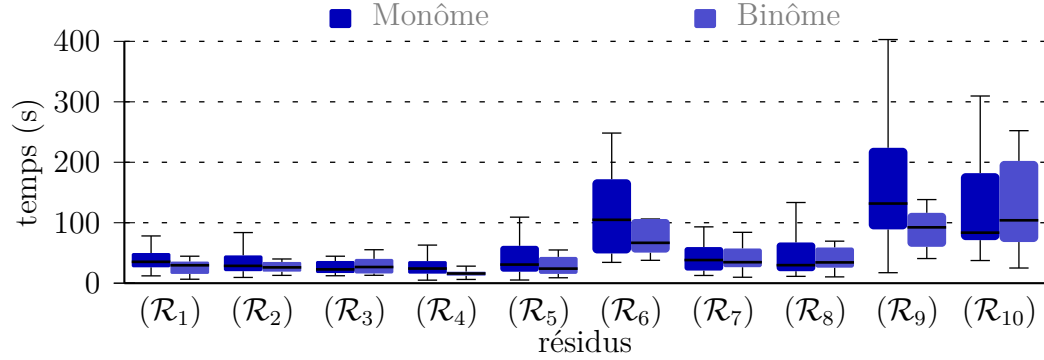 Monôme Binôme
temps (s)
400
300
200
100
0
(ℛ₁) (ℛ₂) (ℛ₃) (ℛ₄) (ℛ₅) (ℛ₆) (ℛ₇) (ℛ₈) (ℛ₉) (ℛ₁₀)
résidus